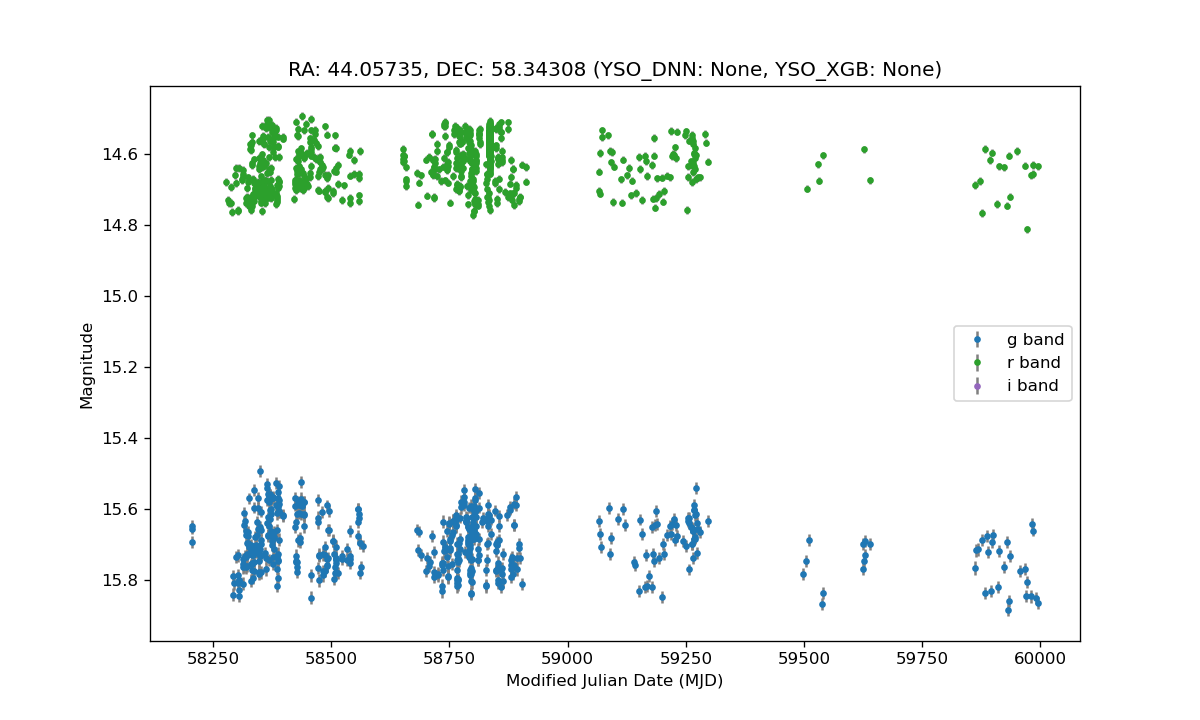 RA: 44.05735, DEC: 58.34308 (YSO_DNN: None, YSO_XGB: None)
14.6
14.8
15.0
15.2
15.4
15.6
15.8
Magnitude
g band
r band
i band
58250 58500 58750 59000 59250 59500 59750 60000
Modified Julian Date (MJD)